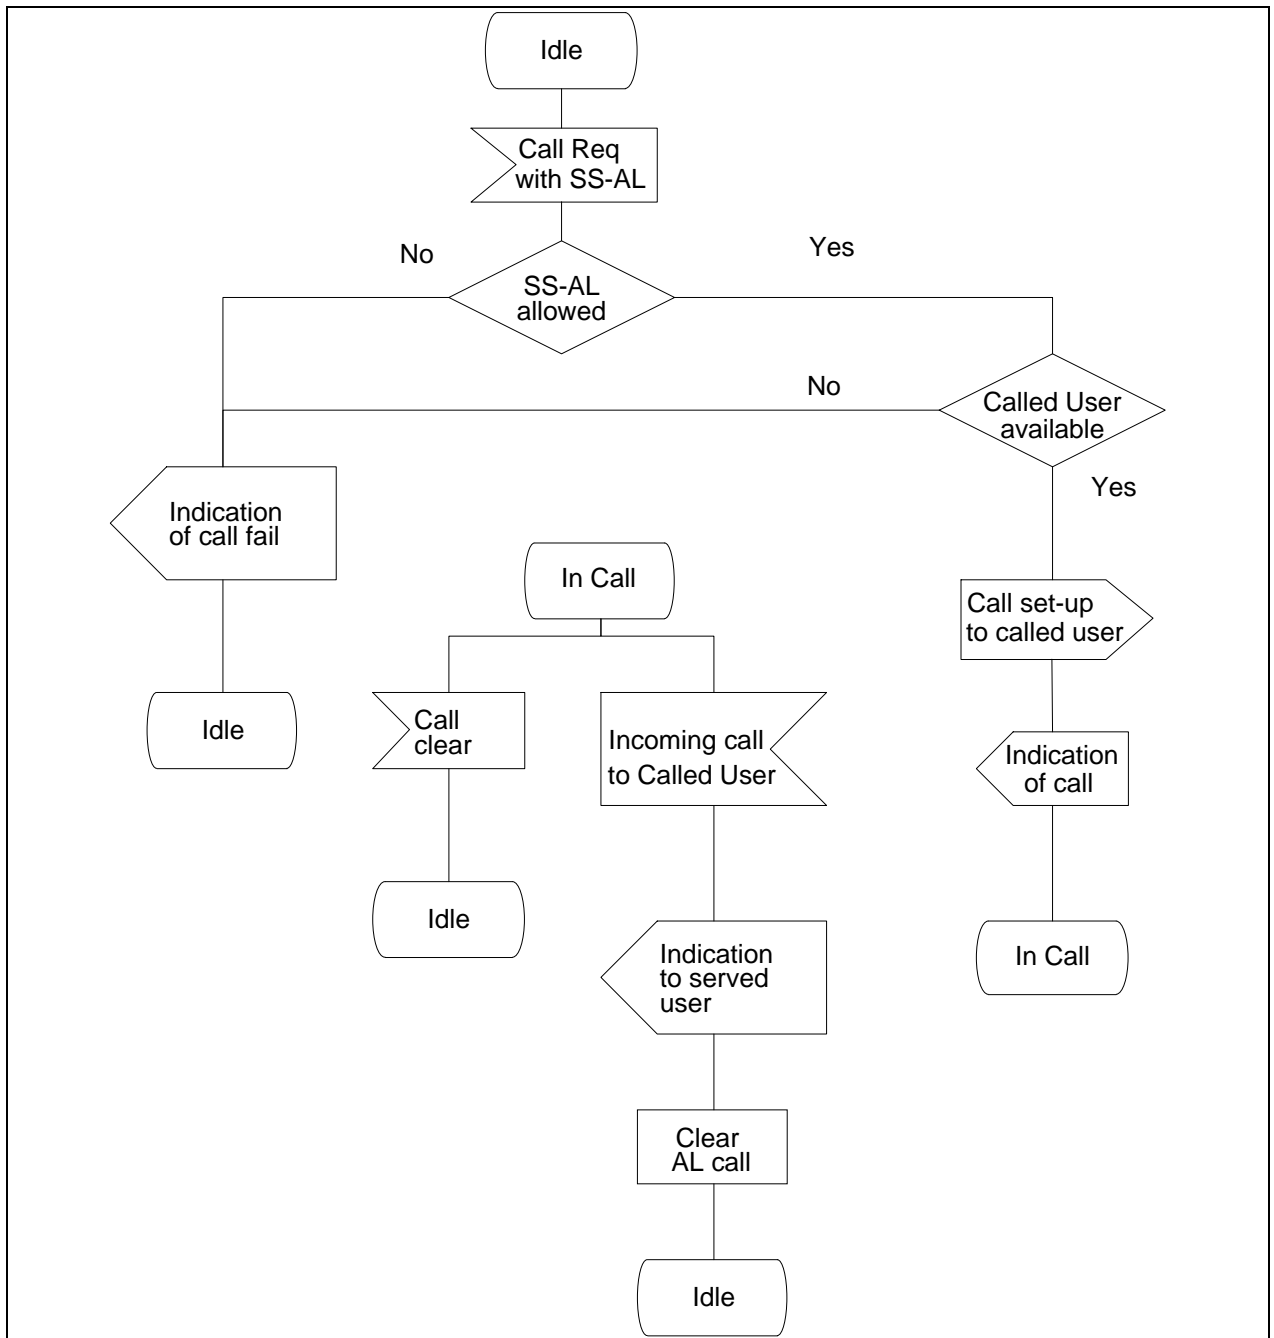 Idle
Call Req
with SS-AL
No
Yes
SS-AL
allowed
No
Called User
available
Yes
Indication
of call fail
In Call
Call set-up
to called user
Idle
Call
clear
Incoming call
to Called User
Indication
of call
Idle
Indication
to served
user
In Call
Clear
AL call
Idle